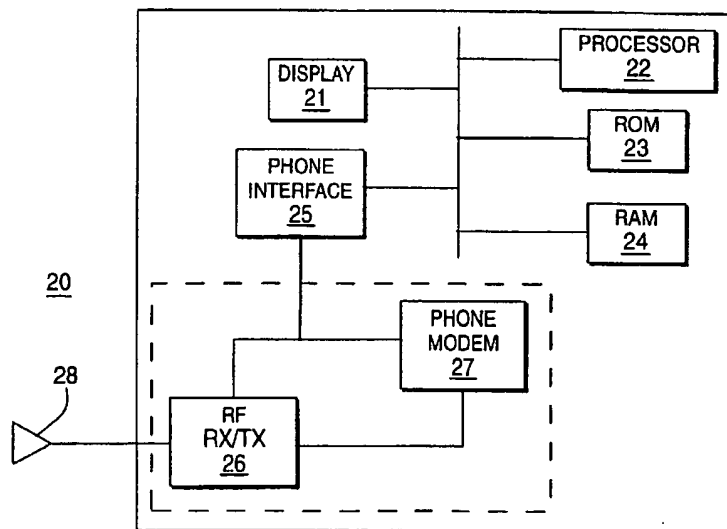 PROCESSOR
22
DISPLAY
21
ROM
23
PHONE
INTERFACE
25
RAM
24
20
PHONE
MODEM
27
28
RF
RX/TX
26